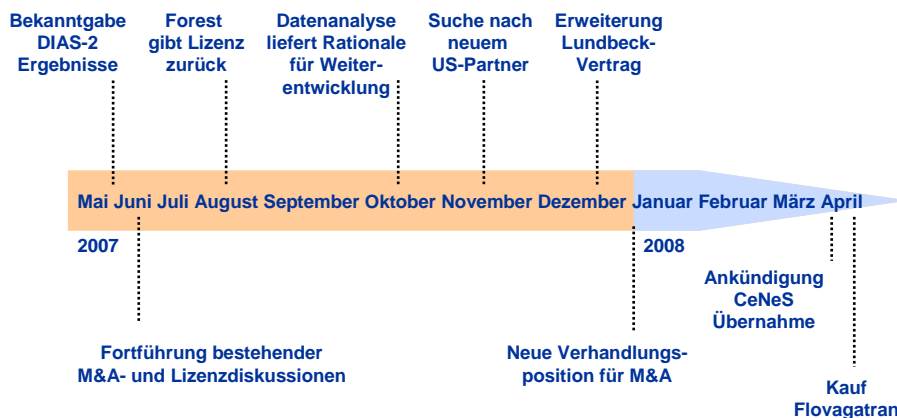 Bekanntgabe
DIAS-2
Ergebnisse
Forest
gibt Lizenz
zurück
Datenanalyse
liefert Rationale
für Weiter-
entwicklung
Suche nach
neuem
US-Partner
Erweiterung
Lundbeck-
Vertrag
Mai Juni Juli August September Oktober November Dezember Januar Februar März April
2007
2008
Fortführung bestehender
M&A- und Lizenzdiskussionen
Neue Verhandlungs-
position für M&A
Ankündigung
CeNeS
Übernahme
Kauf
Flovagatran